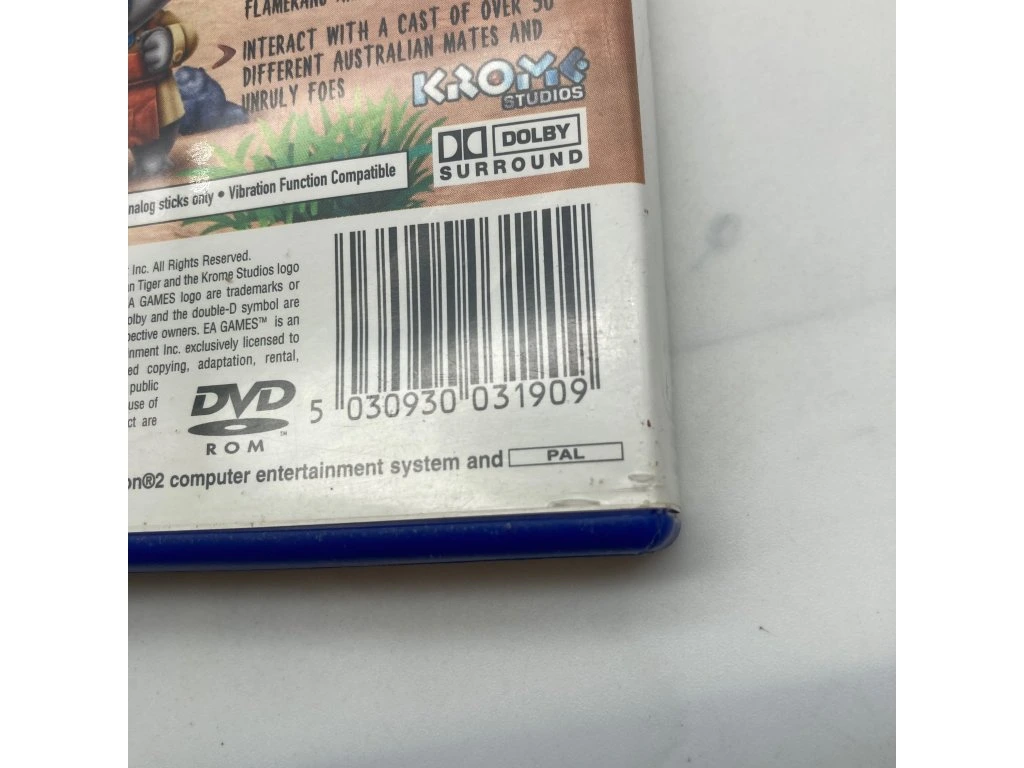 FLAMERANG
INTERACT WITH A CAST OF OVER 50
DIFFERENT AUSTRALIAN MATES AND
UNRULY FOES
KROME
STUDIOS
DOLBY
SURROUND
nalog sticks only • Vibration Function Compatible
Inc. All Rights Reserved.
n Tiger and the Krome Studios logo
A GAMES logo are trademarks or
olby and the double-D symbol are
pective owners. EA GAMES™ is an
nment Inc. exclusively licensed to
ed copying, adaptation, rental,
public
use of
ct are
DVD
ROM™
5 030930 031909
on®2 computer entertainment system and PAL